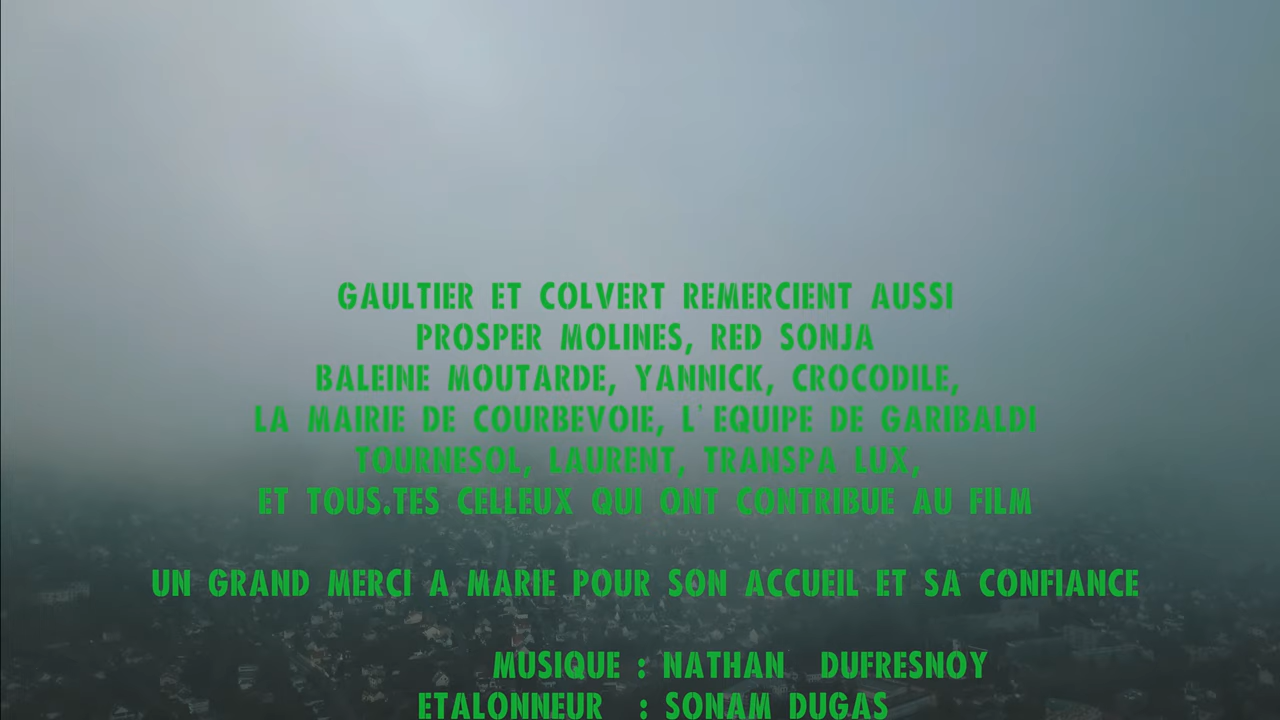 GAULTIER ET COLVERT REMERCIENT AUSSI
PROSPER MOLINES, RED SONJA
BALEINE MOUTARDE, YANNICK, CROCODILE,
LA MAIRIE DE COURBEVOIE, L'EQUIPE DE GARIBALDI
TOURNESOL, LAURENT, TRANSPA LUX,
ET TOUS.TES CELLEUX QUI ONT CONTRIBUE AU FILM
UN GRAND MERCI A MARIE POUR SON ACCUEIL ET SA CONFIANCE
MUSIQUE : NATHAN DUFRESNOY
ETALONNEUR : SONAM DUGAS